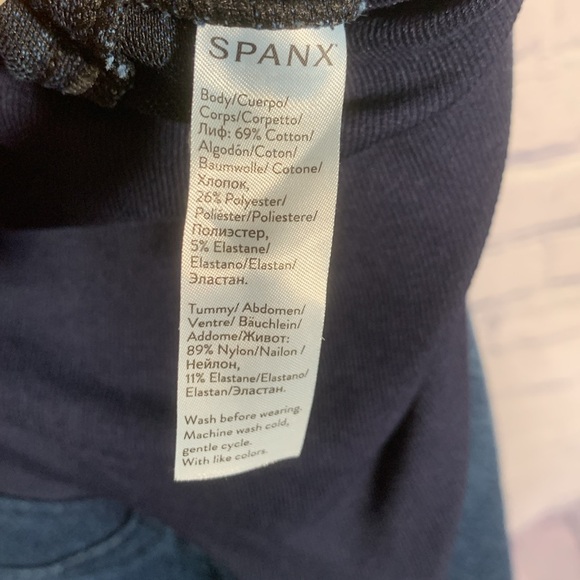 SPANX
Body/Cuerpo/
Corps/Corpetto/
Лиф: 69% Cotton/
Algodón/Coton/
Baumwolle/ Cotone/
Хлопок,
26% Polyester/
Poliéster/Poliestere/
Полиэстер,
5% Elastane/
Elastano/Elastan/
Эластан.
Tummy/ Abdomen/
Ventre/ Bäuchlein/
Addome/Живот:
89% Nylon/Nailon /
Нейлон,
11% Elastane/Elastano/
Elastan/Эластан.
Wash before wearing.
Machine wash cold,
gentle cycle.
With like colors.